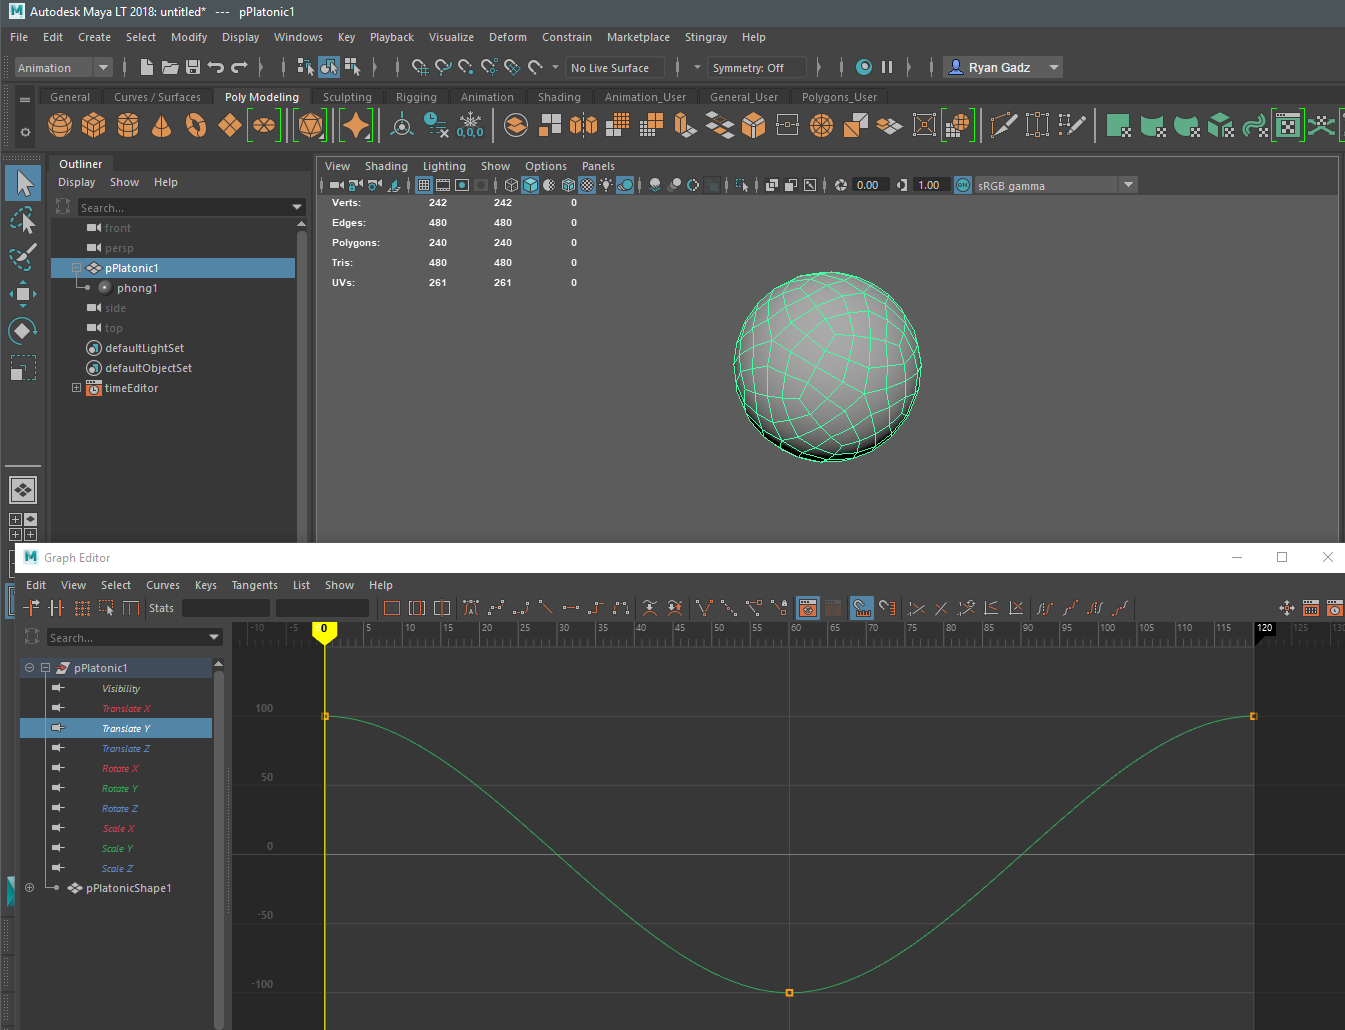 Autodesk Maya LT 2018: untitled* --- pPlatonic1
File Edit Create Select Modify Display Windows Key Playback Visualize Deform Constrain Marketplace Stingray Help
Animation No Live Surface Symmetry: Off Ryan Gadz
General Curves / Surfaces Poly Modeling Sculpting Rigging Animation Shading Animation_User General_User Polygons_User
0,0,0
Outliner
Display Show Help
Search...
front
persp
pPlatonic1
phong1
side
top
defaultLightSet
defaultObjectSet
timeEditor
View Shading Lighting Show Options Panels
0.00 1.00 ON sRGB gamma
Verts: 242 242 0
Edges: 480 480 0
Polygons: 240 240 0
Tris: 480 480 0
UVs: 261 261 0
Graph Editor
Edit View Select Curves Keys Tangents List Show Help
Stats
Search...
-10 -5 0 5 10 15 20 25 30 35 40 45 50 55 60 65 70 75 80 85 90 95 100 105 110 115 120 125 130
pPlatonic1
Visibility
Translate X
Translate Y
Translate Z
Rotate X
Rotate Y
Rotate Z
Scale X
Scale Y
Scale Z
pPlatonicShape1
100
50
0
-50
-100